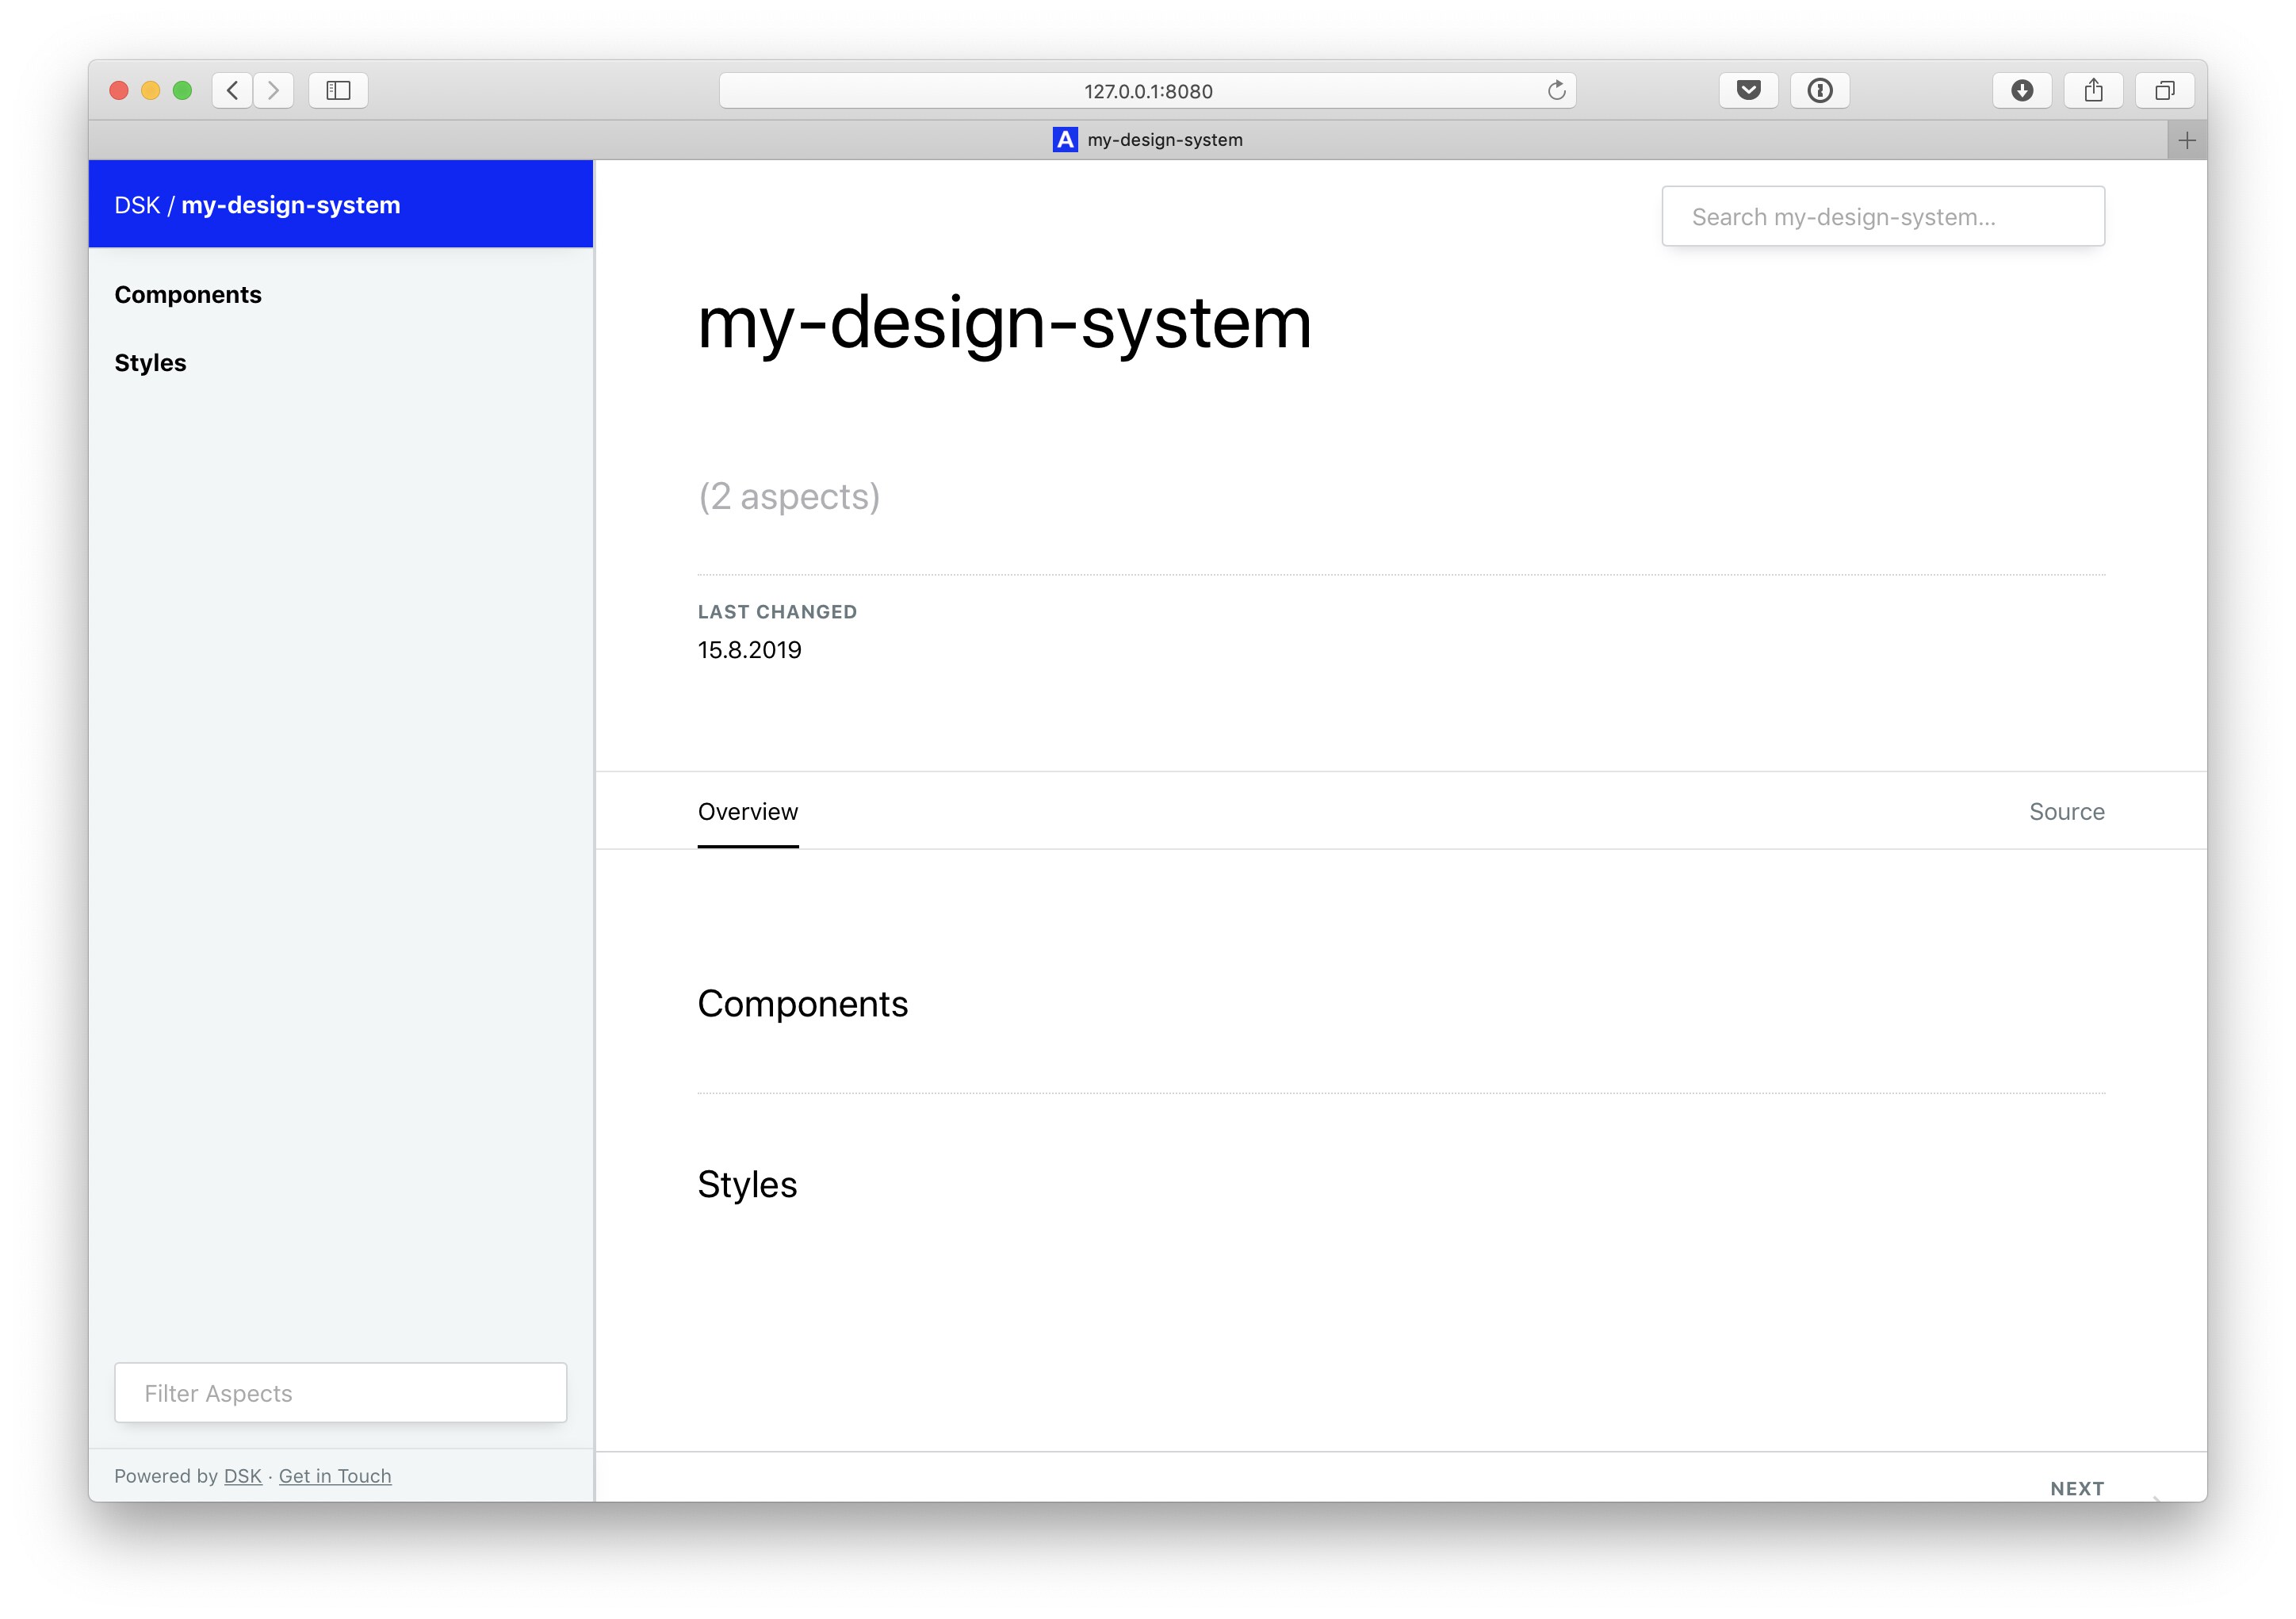 127.0.0.1:8080
A my-design-system
DSK / my-design-system
Search my-design-system...
Components
Styles
my-design-system
(2 aspects)
LAST CHANGED
15.8.2019
Overview
Source
Components
Styles
Filter Aspects
Powered by DSK · Get in Touch
NEXT